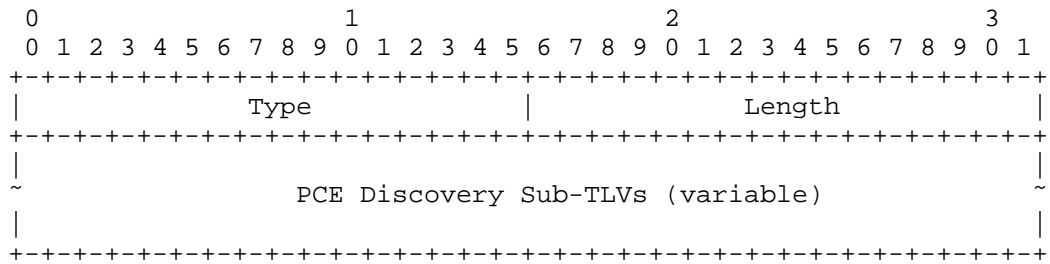 0                   1                   2                   3
 0 1 2 3 4 5 6 7 8 9 0 1 2 3 4 5 6 7 8 9 0 1 2 3 4 5 6 7 8 9 0 1
+-+-+-+-+-+-+-+-+-+-+-+-+-+-+-+-+-+-+-+-+-+-+-+-+-+-+-+-+-+-+-+-+
|              Type             |             Length            |
+-+-+-+-+-+-+-+-+-+-+-+-+-+-+-+-+-+-+-+-+-+-+-+-+-+-+-+-+-+-+-+-+
|                                                               |
~                 PCE Discovery Sub-TLVs (variable)             ~
|                                                               |
+-+-+-+-+-+-+-+-+-+-+-+-+-+-+-+-+-+-+-+-+-+-+-+-+-+-+-+-+-+-+-+-+